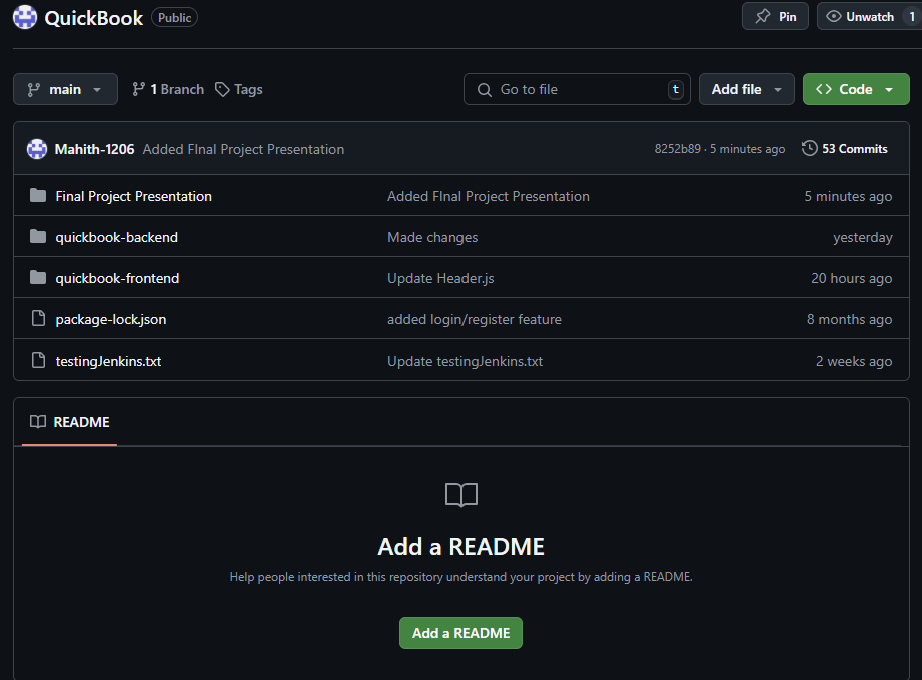 QuickBook Public Pin Unwatch 1
main 1 Branch Tags Go to file t Add file Code
Mahith-1206 Added FInal Project Presentation 8252b89 · 5 minutes ago 53 Commits
Final Project Presentation Added FInal Project Presentation 5 minutes ago
quickbook-backend Made changes yesterday
quickbook-frontend Update Header.js 20 hours ago
package-lock.json added login/register feature 8 months ago
testingJenkins.txt Update testingJenkins.txt 2 weeks ago
README
Add a README
Help people interested in this repository understand your project by adding a README.
Add a README